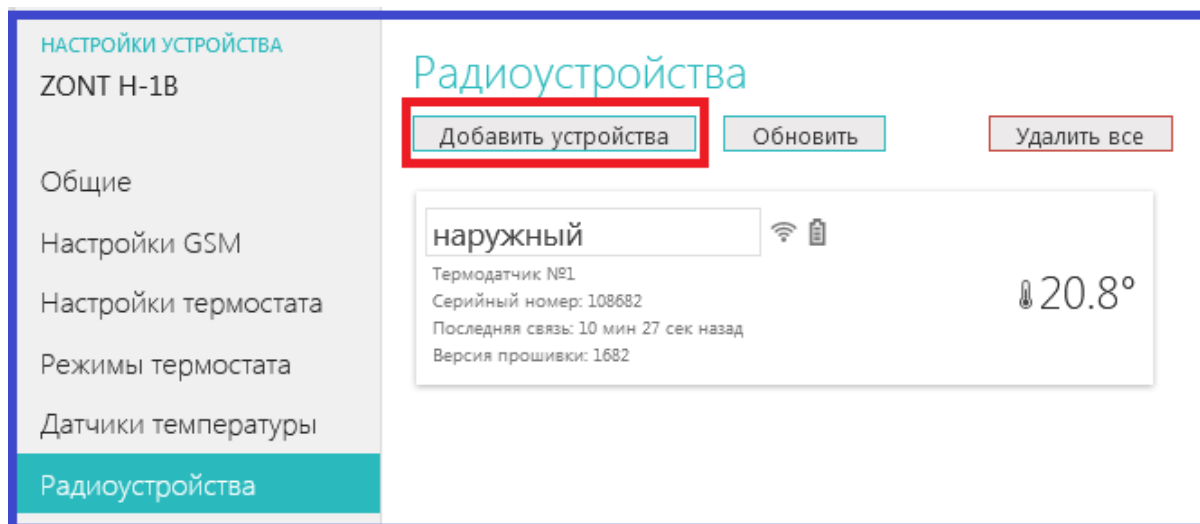 НАСТРОЙКИ УСТРОЙСТВА
ZONT H-1B
Общие
Настройки GSM
Настройки термостата
Режимы термостата
Датчики температуры
Радиоустройства
Радиоустройства
Добавить устройства
Обновить
Удалить все
наружный
Термодатчик №1
Серийный номер: 108682
Последняя связь: 10 мин 27 сек назад
Версия прошивки: 1682
20.8°